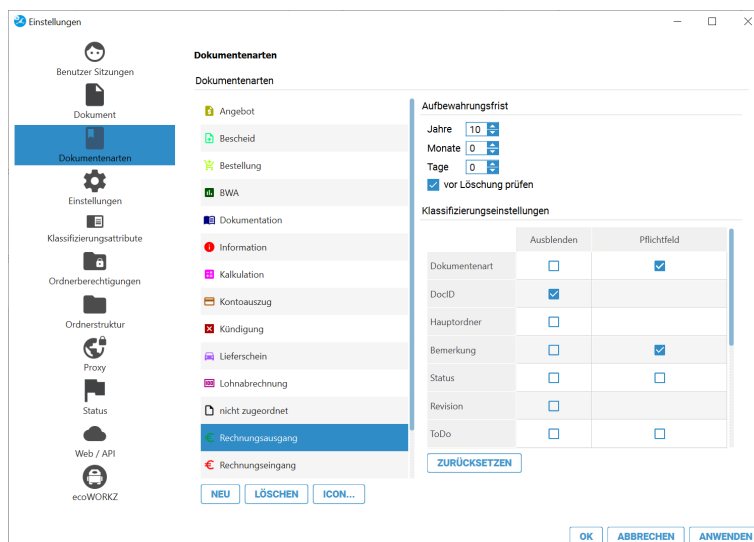 Einstellungen
Benutzer Sitzungen
Dokument
Dokumentenarten
Einstellungen
Klassifizierungsattribute
Ordnerberechtigungen
Ordnerstruktur
Proxy
Status
Web / API
ecoWORKZ
Dokumentenarten
Dokumentenarten
Angebot
Bescheid
Bestellung
BWA
Dokumentation
Information
Kalkulation
Kontoauszug
Kündigung
Lieferschein
Lohnabrechnung
nicht zugeordnet
Rechnungsausgang
Rechnungseingang
NEU LÖSCHEN ICON...
Aufbewahrungsfrist
Jahre 10
Monate 0
Tage 0
vor Löschung prüfen
Klassifizierungseinstellungen
Ausblenden Pflichtfeld
Dokumentenart
DocID
Hauptordner
Bemerkung
Status
Revision
ToDo
ZURÜCKSETZEN
OK ABBRECHEN ANWENDEN